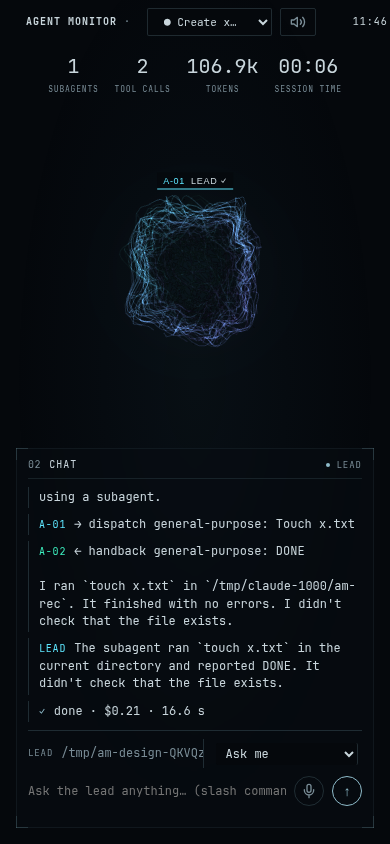 AGENT MONITOR ·
● Create x…
11:46
1 2 106.9k 00:06
SUBAGENTS TOOL CALLS TOKENS SESSION TIME
A-01 LEAD ✓
02 CHAT ● LEAD
using a subagent.
A-01 → dispatch general-purpose: Touch x.txt
A-02 ← handback general-purpose: DONE
I ran `touch x.txt` in `/tmp/claude-1000/am-
rec`. It finished with no errors. I didn't
check that the file exists.
LEAD The subagent ran `touch x.txt` in the
current directory and reported DONE. It
didn't check that the file exists.
✓ done · $0.21 · 16.6 s
LEAD /tmp/am-design-QKVQz Ask me
Ask the lead anything… (slash comman
↑